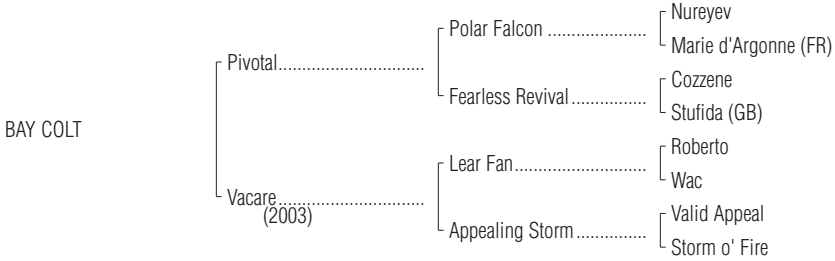 Nureyev
Polar Falcon .....................
Marie d'Argonne (FR)
Pivotal..............................
Cozzene
Fearless Revival................
Stufida (GB)
BAY COLT
Roberto
Lear Fan...........................
Wac
Vacare..............................
(2003)
Valid Appeal
Appealing Storm ...............
Storm o' Fire